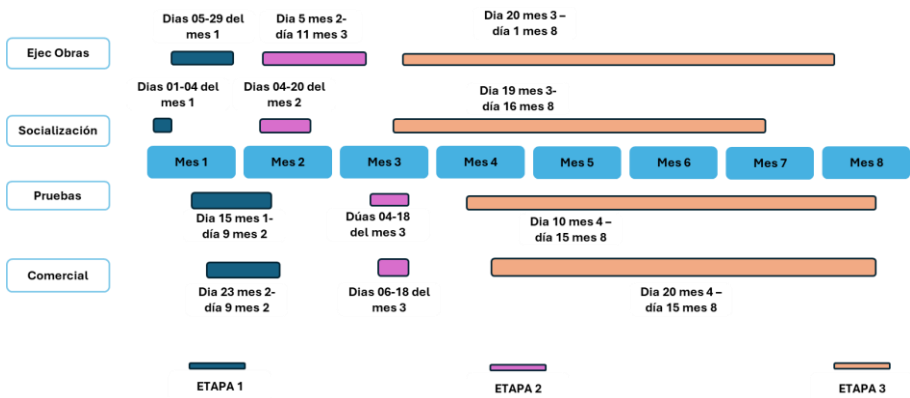 Dias 05-29 del
mes 1
Dia 5 mes 2-
día 11 mes 3
Dia 20 mes 3 –
día 1 mes 8
Ejec Obras
Dias 01-04 del
mes 1
Dias 04-20 del
mes 2
Dia 19 mes 3-
día 16 mes 8
Socialización
Mes 1
Mes 2
Mes 3
Mes 4
Mes 5
Mes 6
Mes 7
Mes 8
Pruebas
Dia 15 mes 1-
día 9 mes 2
Dúas 04-18
del mes 3
Dia 10 mes 4 –
día 15 mes 8
Comercial
Dia 23 mes 2-
día 9 mes 2
Dias 06-18 del
mes 3
Dia 20 mes 4 –
día 15 mes 8
ETAPA 1
ETAPA 2
ETAPA 3